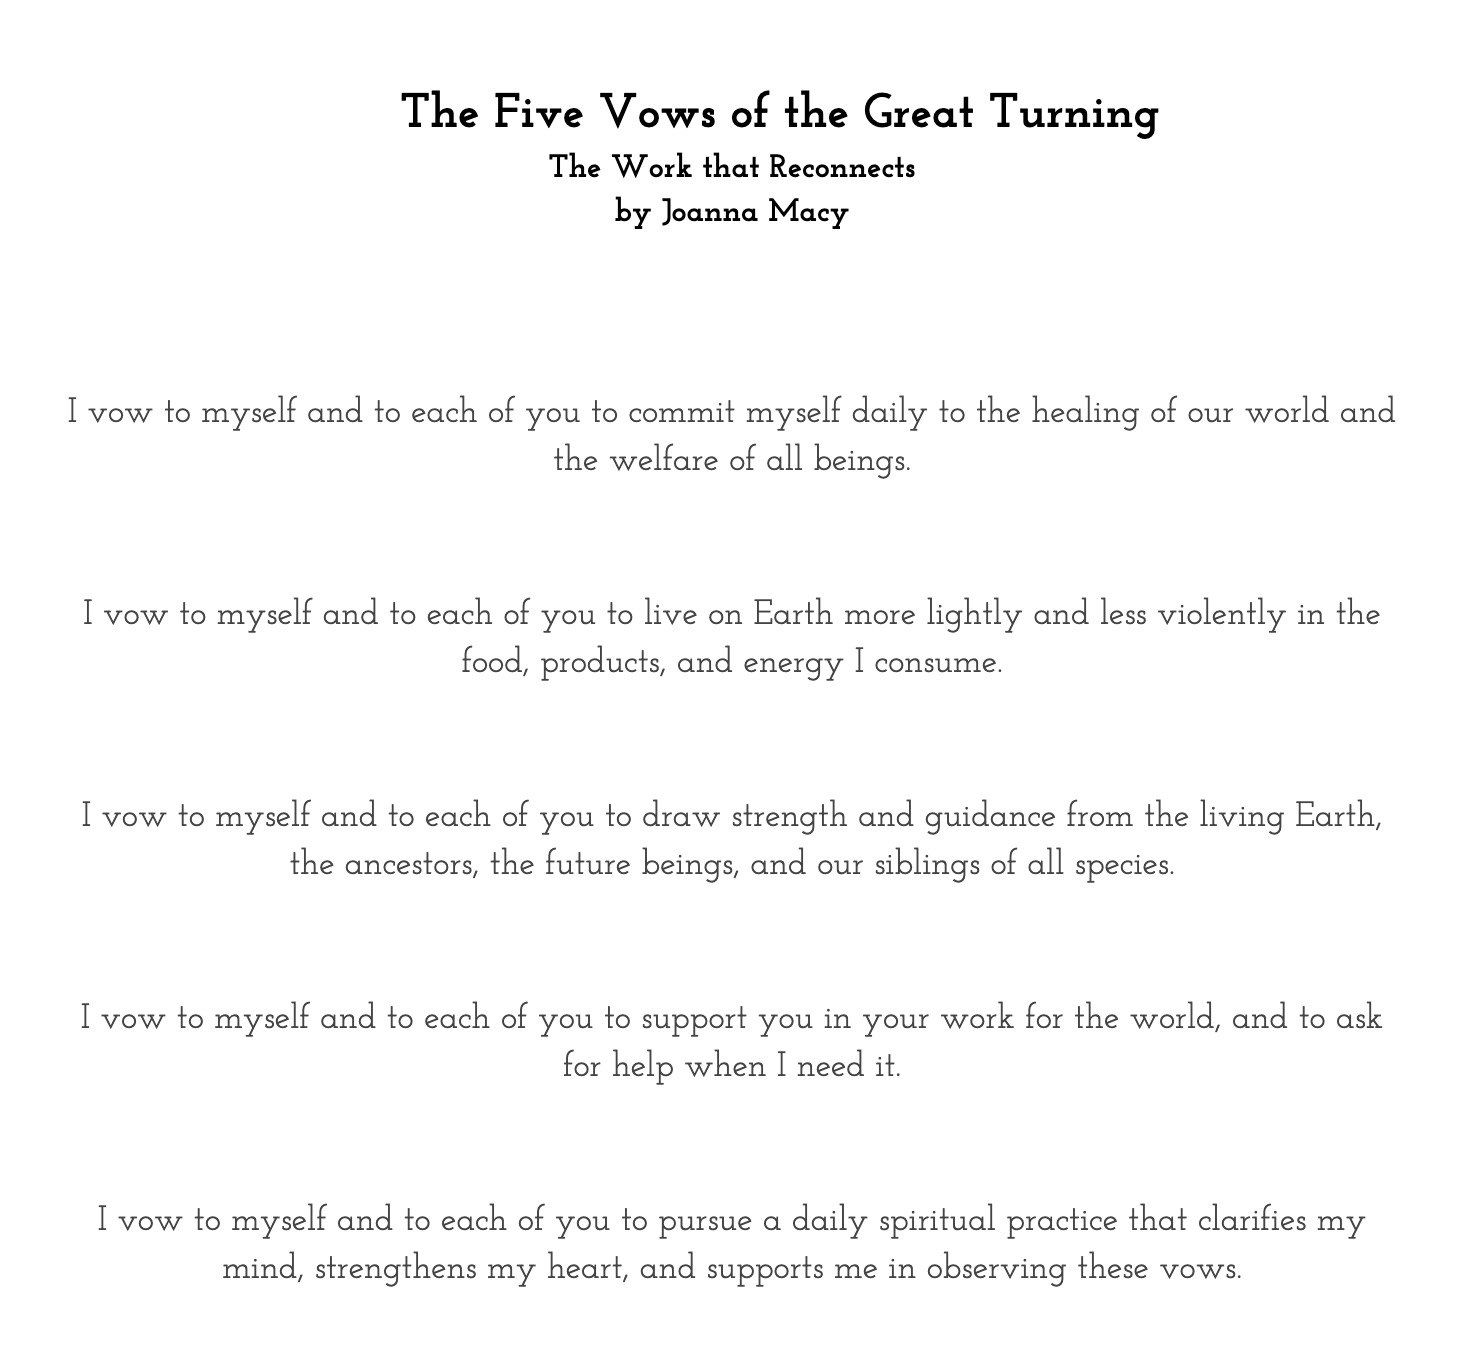 The Five Vows of the Great Turning
The Work that Reconnects
by Joanna Macy
I vow to myself and to each of you to commit myself daily to the healing of our world and
the welfare of all beings.
I vow to myself and to each of you to live on Earth more lightly and less violently in the
food, products, and energy I consume.
I vow to myself and to each of you to draw strength and guidance from the living Earth,
the ancestors, the future beings, and our siblings of all species.
I vow to myself and to each of you to support you in your work for the world, and to ask
for help when I need it.
I vow to myself and to each of you to pursue a daily spiritual practice that clarifies my
mind, strengthens my heart, and supports me in observing these vows.